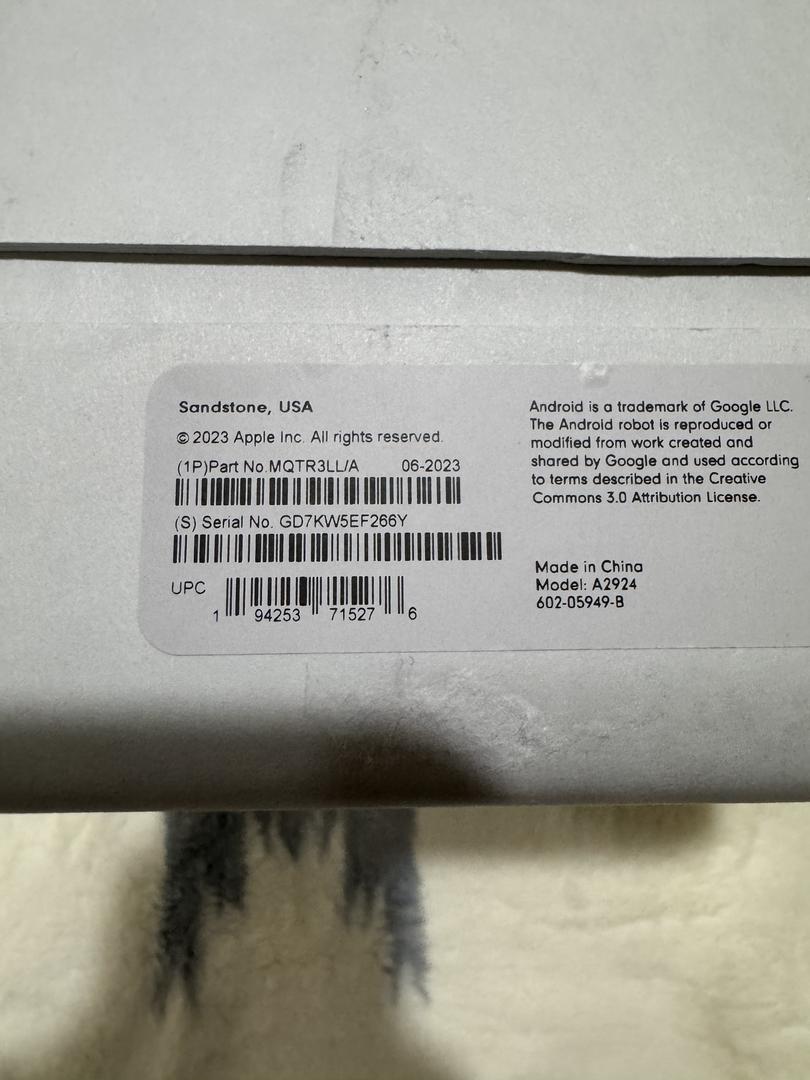 Sandstone, USA
© 2023 Apple Inc. All rights reserved.
(1P)Part No.MQTR3LL/A 06-2023
(S) Serial No. GD7KW5EF266Y
UPC
1 94253 71527 6
Android is a trademark of Google LLC.
The Android robot is reproduced or
modified from work created and
shared by Google and used according
to terms described in the Creative
Commons 3.0 Attribution License.
Made in China
Model: A2924
602-05949-B